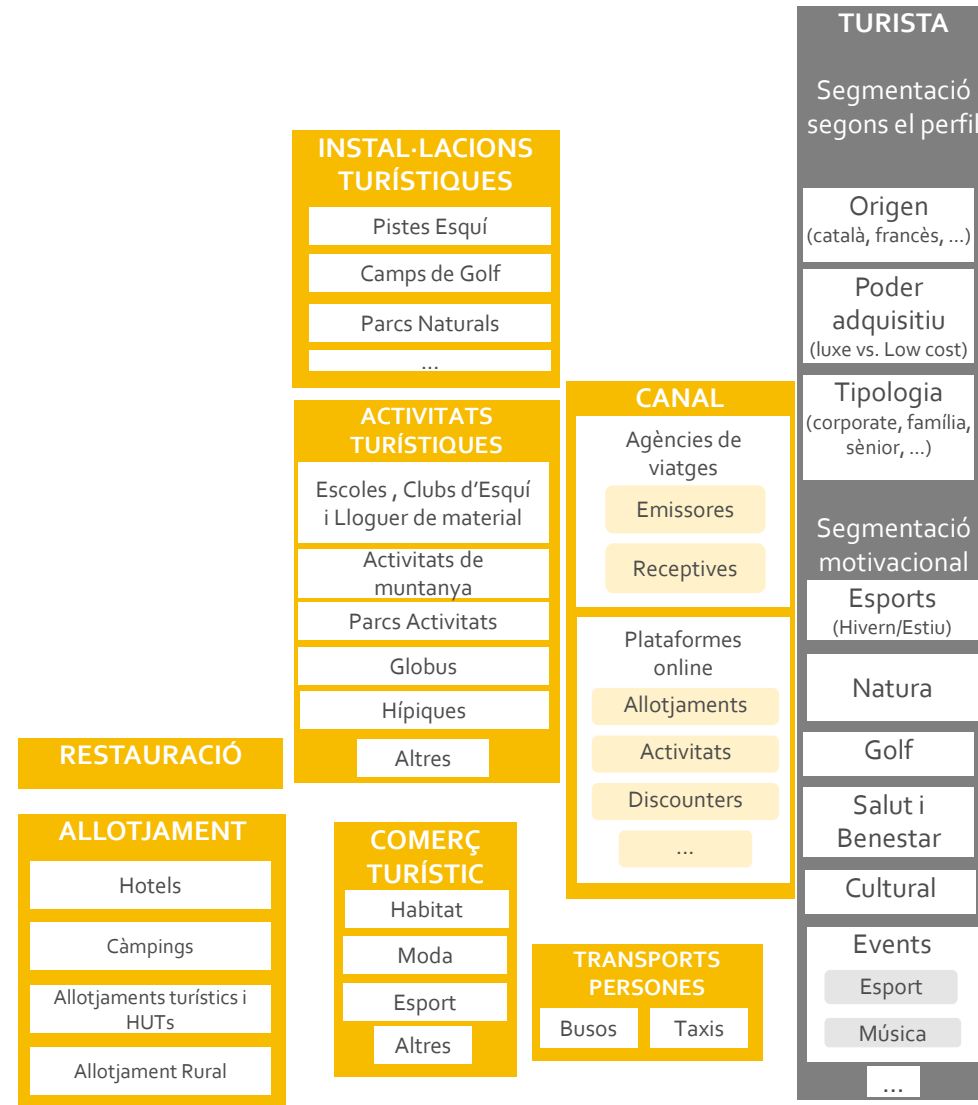 RESTAURACIÓ
ALLOTJAMENT
Hotels
Càmpings
Allotjaments turístics i
HUTs
Allotjament Rural
INSTAL·LACIONS
TURÍSTIQUES
Pistes Esquí
Camps de Golf
Parcs Naturals
...
ACTIVITATS
TURÍSTIQUES
Escoles , Clubs d’Esquí
i Lloguer de material
Activitats de
muntanya
Parcs Activitats
Globus
Hípiques
Altres
COMERÇ
TURÍSTIC
Habitat
Moda
Esport
Altres
CANAL
Agències de
viatges
Emissores
Receptives
Plataformes
online
Allotjaments
Activitats
Discounters
...
TRANSPORTS
PERSONES
Busos
Taxis
TURISTA
Segmentació
segons el perfil
Origen
(català, francès, ...)
Poder
adquisitiu
(luxe vs. Low cost)
Tipologia
(corporate, família,
sènior, ...)
Segmentació
motivacional
Esports
(Hivern/Estiu)
Natura
Golf
Salut i
Benestar
Cultural
Events
Esport
Música
...